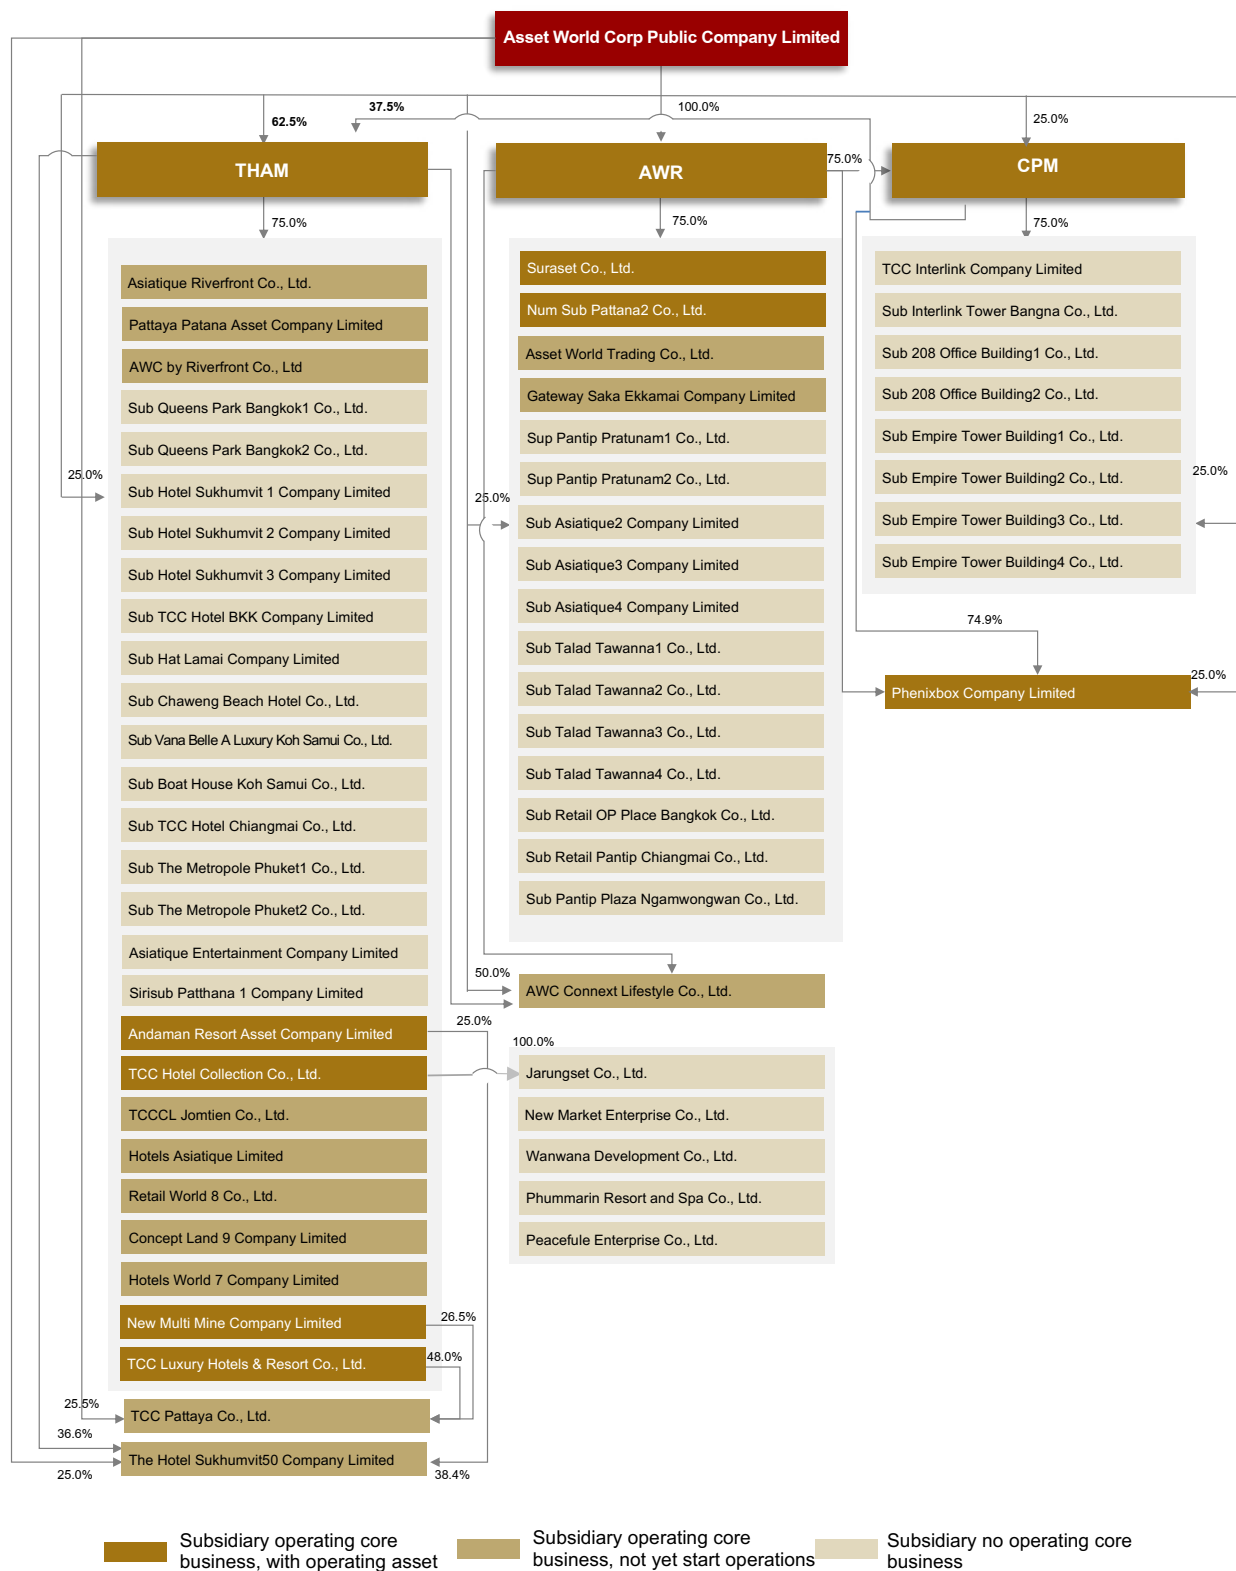 Asset World Corp Public Company Limited
37.5%
100.0%
62.5%
25.0%
THAM
AWR
75.0%
CPM
75.0%
75.0%
75.0%
Asiatique Riverfront Co., Ltd.
Pattaya Patana Asset Company Limited
AWC by Riverfront Co., Ltd
Sub Queens Park Bangkok1 Co., Ltd.
Sub Queens Park Bangkok2 Co., Ltd.
25.0%
Sub Hotel Sukhumvit 1 Company Limited
Sub Hotel Sukhumvit 2 Company Limited
Sub Hotel Sukhumvit 3 Company Limited
Sub TCC Hotel BKK Company Limited
Sub Hat Lamai Company Limited
Sub Chaweng Beach Hotel Co., Ltd.
Sub Vana Belle A Luxury Koh Samui Co., Ltd.
Sub Boat House Koh Samui Co., Ltd.
Sub TCC Hotel Chiangmai Co., Ltd.
Sub The Metropole Phuket1 Co., Ltd.
Sub The Metropole Phuket2 Co., Ltd.
Asiatique Entertainment Company Limited
Sirisub Patthana 1 Company Limited
Andaman Resort Asset Company Limited
25.0%
TCC Hotel Collection Co., Ltd.
TCCCL Jomtien Co., Ltd.
Hotels Asiatique Limited
Retail World 8 Co., Ltd.
Concept Land 9 Company Limited
Hotels World 7 Company Limited
New Multi Mine Company Limited
26.5%
TCC Luxury Hotels & Resort Co., Ltd.
48.0%
25.5%
TCC Pattaya Co., Ltd.
36.6%
The Hotel Sukhumvit50 Company Limited
25.0%
38.4%
Suraset Co., Ltd.
Num Sub Pattana2 Co., Ltd.
Asset World Trading Co., Ltd.
Gateway Saka Ekkamai Company Limited
Sup Pantip Pratunam1 Co., Ltd.
Sup Pantip Pratunam2 Co., Ltd.
25.0%
Sub Asiatique2 Company Limited
Sub Asiatique3 Company Limited
Sub Asiatique4 Company Limited
Sub Talad Tawanna1 Co., Ltd.
Sub Talad Tawanna2 Co., Ltd.
Sub Talad Tawanna3 Co., Ltd.
Sub Talad Tawanna4 Co., Ltd.
Sub Retail OP Place Bangkok Co., Ltd.
Sub Retail Pantip Chiangmai Co., Ltd.
Sub Pantip Plaza Ngamwongwan Co., Ltd.
50.0%
AWC Connext Lifestyle Co., Ltd.
100.0%
Jarungset Co., Ltd.
New Market Enterprise Co., Ltd.
Wanwana Development Co., Ltd.
Phummarin Resort and Spa Co., Ltd.
Peacefule Enterprise Co., Ltd.
TCC Interlink Company Limited
Sub Interlink Tower Bangna Co., Ltd.
Sub 208 Office Building1 Co., Ltd.
Sub 208 Office Building2 Co., Ltd.
Sub Empire Tower Building1 Co., Ltd.
Sub Empire Tower Building2 Co., Ltd.
25.0%
Sub Empire Tower Building3 Co., Ltd.
Sub Empire Tower Building4 Co., Ltd.
74.9%
25.0%
Phenixbox Company Limited
Subsidiary operating core
business, with operating asset
Subsidiary operating core
business, not yet start operations
Subsidiary no operating core
business